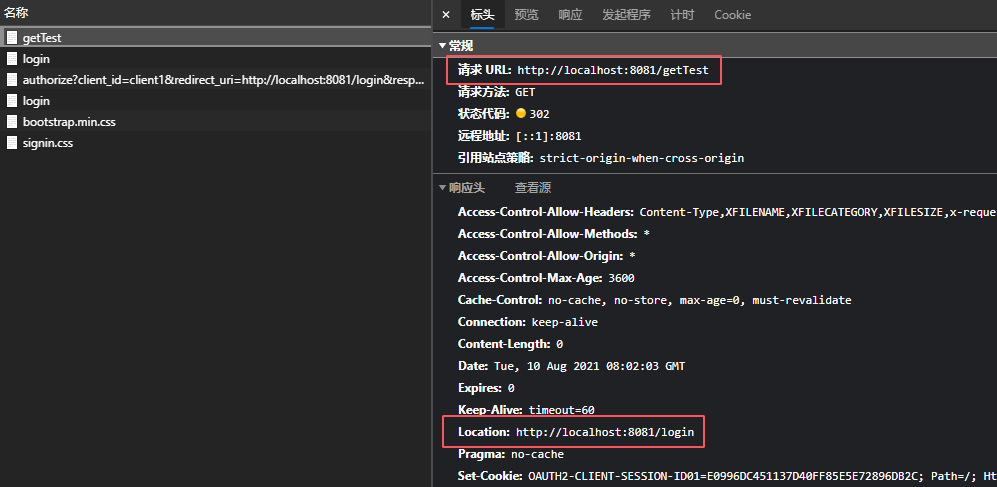 名称
getTest
login
authorize?client_id=client1&redirect_uri=http://localhost:8081/login&resp...
login
bootstrap.min.css
signin.css
× 标头 预览 响应 发起程序 计时 Cookie
▼常规
请求 URL: http://localhost:8081/getTest
请求方法: GET
状态代码: 302
远程地址: [::1]:8081
引用站点策略: strict-origin-when-cross-origin
▼响应头 查看源
Access-Control-Allow-Headers: Content-Type,XFILENAME,XFILECATEGORY,XFILESIZE,x-reque
Access-Control-Allow-Methods: *
Access-Control-Allow-Origin: *
Access-Control-Max-Age: 3600
Cache-Control: no-cache, no-store, max-age=0, must-revalidate
Connection: keep-alive
Content-Length: 0
Date: Tue, 10 Aug 2021 08:02:03 GMT
Expires: 0
Keep-Alive: timeout=60
Location: http://localhost:8081/login
Pragma: no-cache
Set-Cookie: OAUTH2-CLIENT-SESSION-ID01=E0996DC451137D40FF85E5E72896DB2C; Path=/; Ht